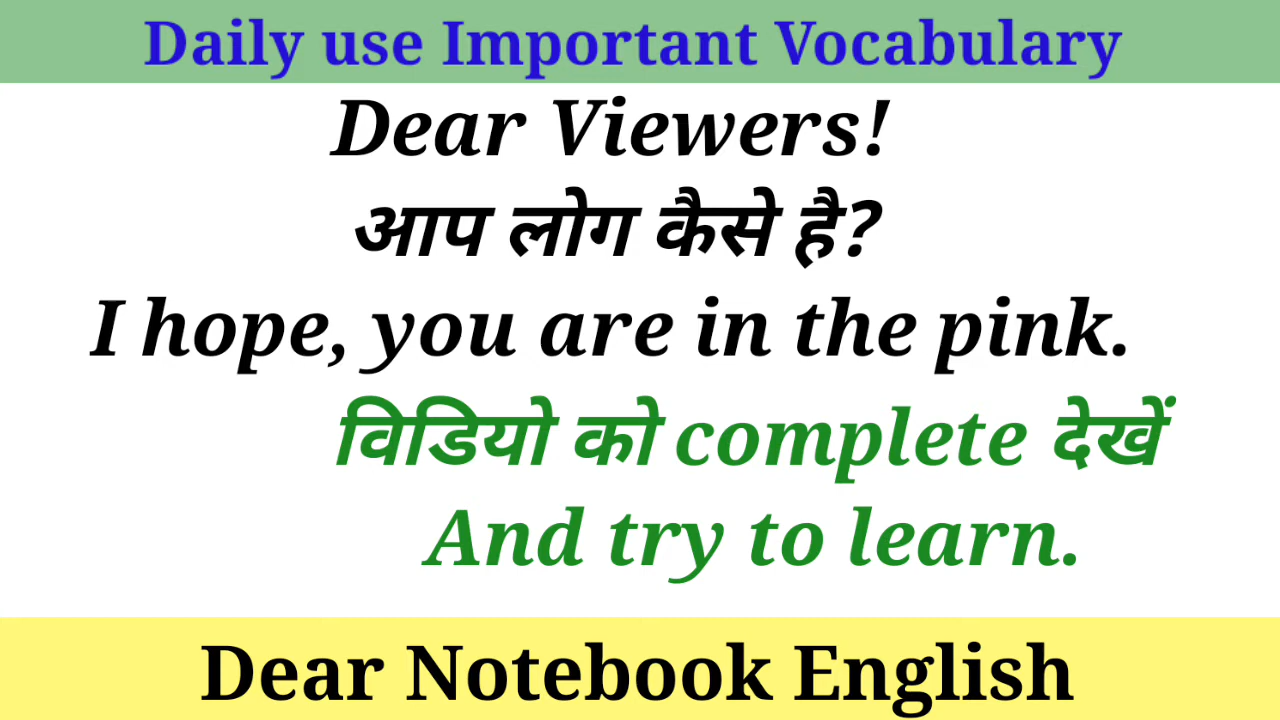 Daily use Important Vocabulary
Dear Viewers!
आप लोग कैसे है?
I hope, you are in the pink.
विडियो को complete देखें
And try to learn.
Dear Notebook English